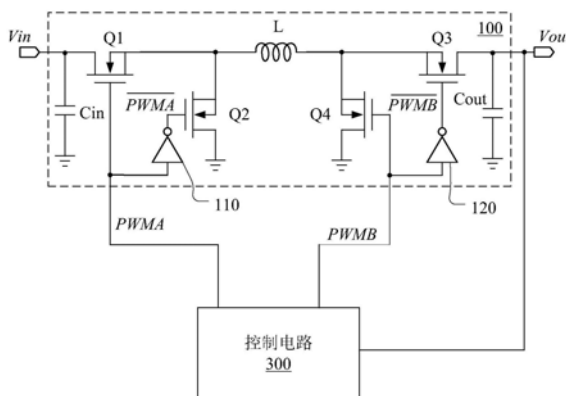 Vin
Q1
L
Q3
100
Vou
Cin
PWMA
Q2
Q4
PWMB
Cout
110
120
PWMA
PWMB
控制电路
300